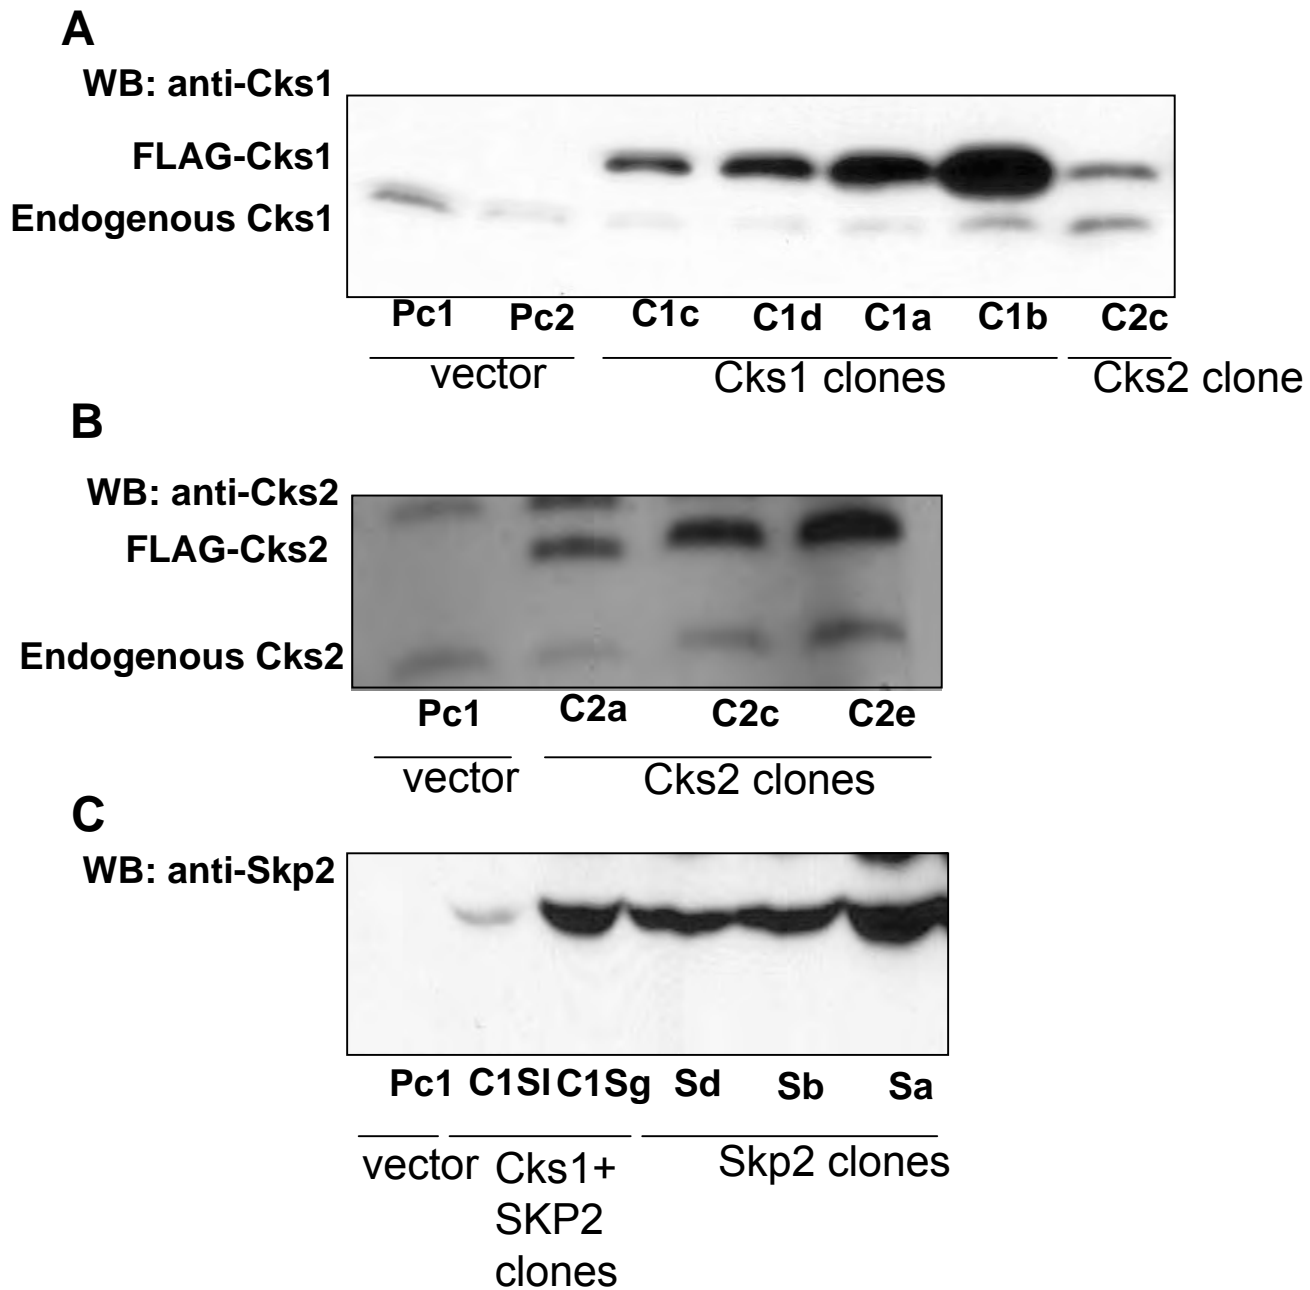 A
WB: anti-Cks1
FLAG-Cks1
Endogenous Cks1
Pc1 Pc2 C1c C1d C1a C1b C2c
vector Cks1 clones Cks2 clone
B
WB: anti-Cks2
FLAG-Cks2
Endogenous Cks2
Pc1 C2a C2c C2e
vector Cks2 clones
C
WB: anti-Skp2
Pc1 C1Sl C1Sg Sd Sb Sa
vector Cks1+ Skp2 clones
SKP2
clones